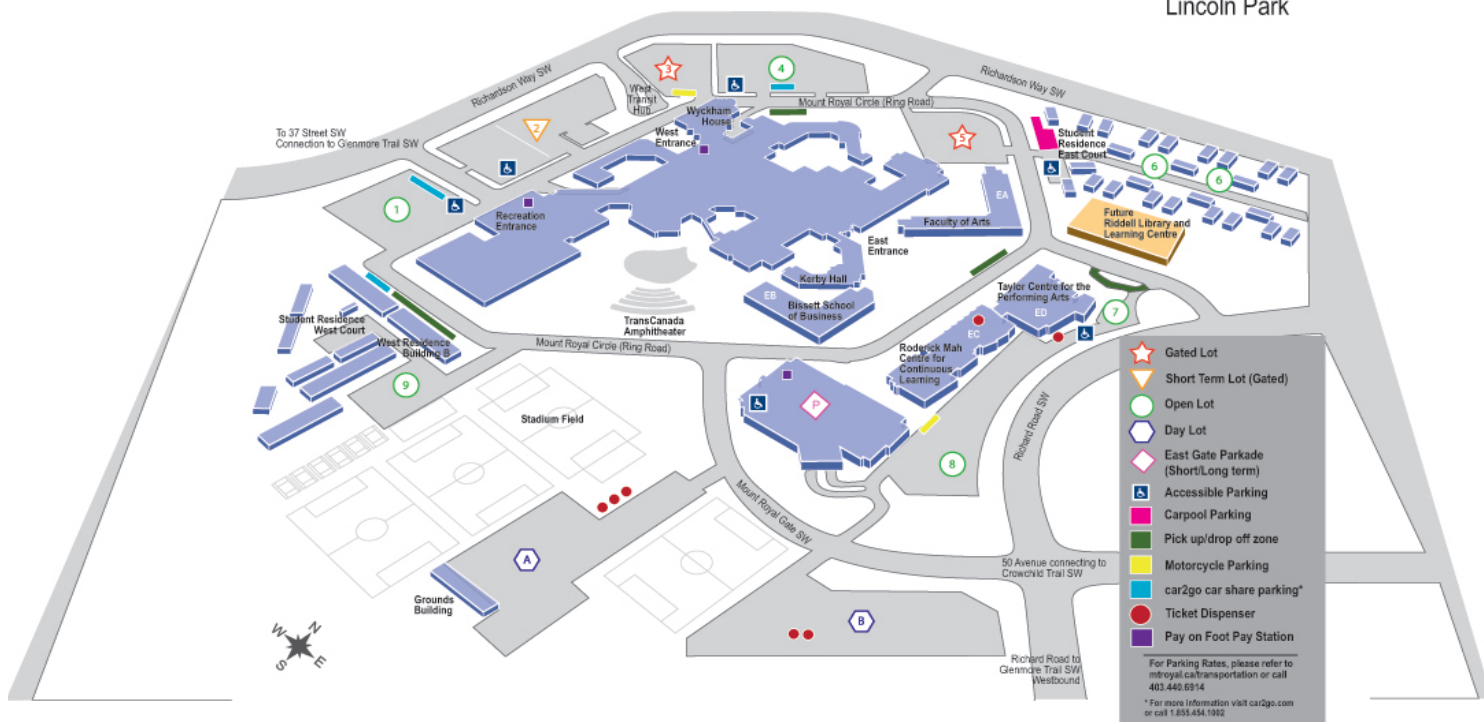 Lincoln Park
Richardson Way SW
Richardson Way SW
3
4
West
Transit
Hub
Wyckham
House
Mount Royal Circle (Ring Road)
To 37 Street SW
Connection to Glenmore Trail SW
2
West
Entrance
5
Student
Residence
East Court
6
6
1
Recreation
Entrance
EA
Faculty of Arts
East
Entrance
Future
Riddell Library and
Learning Centre
Kerby Hall
EB
Bissett School
of Business
TransCanada
Amphitheater
Taylor Centre for the
Performing Arts
ED
7
Student Residence
West Court
West Residence
Building B
Mount Royal Circle (Ring Road)
EC
Roderick Mah
Centre for
Continuous
Learning
9
P
Stadium Field
8
Richard Road SW
Mount Royal Gate SW
A
Grounds
Building
50 Avenue connecting to
Crowchild Trail SW
B
Richard Road to
Glenmore Trail SW
Westbound
W
N
S
E
Gated Lot
Short Term Lot (Gated)
Open Lot
Day Lot
East Gate Parkade
(Short/Long term)
Accessible Parking
Carpool Parking
Pick up/drop off zone
Motorcycle Parking
car2go car share parking*
Ticket Dispenser
Pay on Foot Pay Station
For Parking Rates, please refer to
mtroyal.ca/transportation or call
403.440.6914
* For more information visit car2go.com
or call 1.855.454.1002